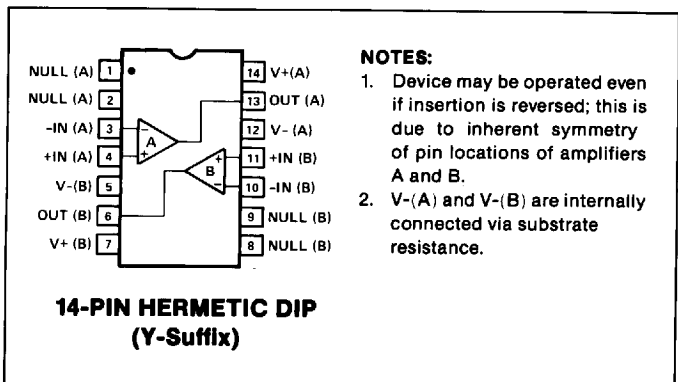 NULL (A) 1
NULL (A) 2
-IN (A) 3
+IN (A) 4
V-(B) 5
OUT (B) 6
V+ (B) 7
14 V+(A)
13 OUT (A)
12 V- (A)
11 +IN (B)
10 -IN (B)
9 NULL (B)
8 NULL (B)
- A +
+ B -
14-PIN HERMETIC DIP
(Y-Suffix)
NOTES:
1. Device may be operated even
if insertion is reversed; this is
due to inherent symmetry
of pin locations of amplifiers
A and B.
2. V-(A) and V-(B) are internally
connected via substrate
resistance.